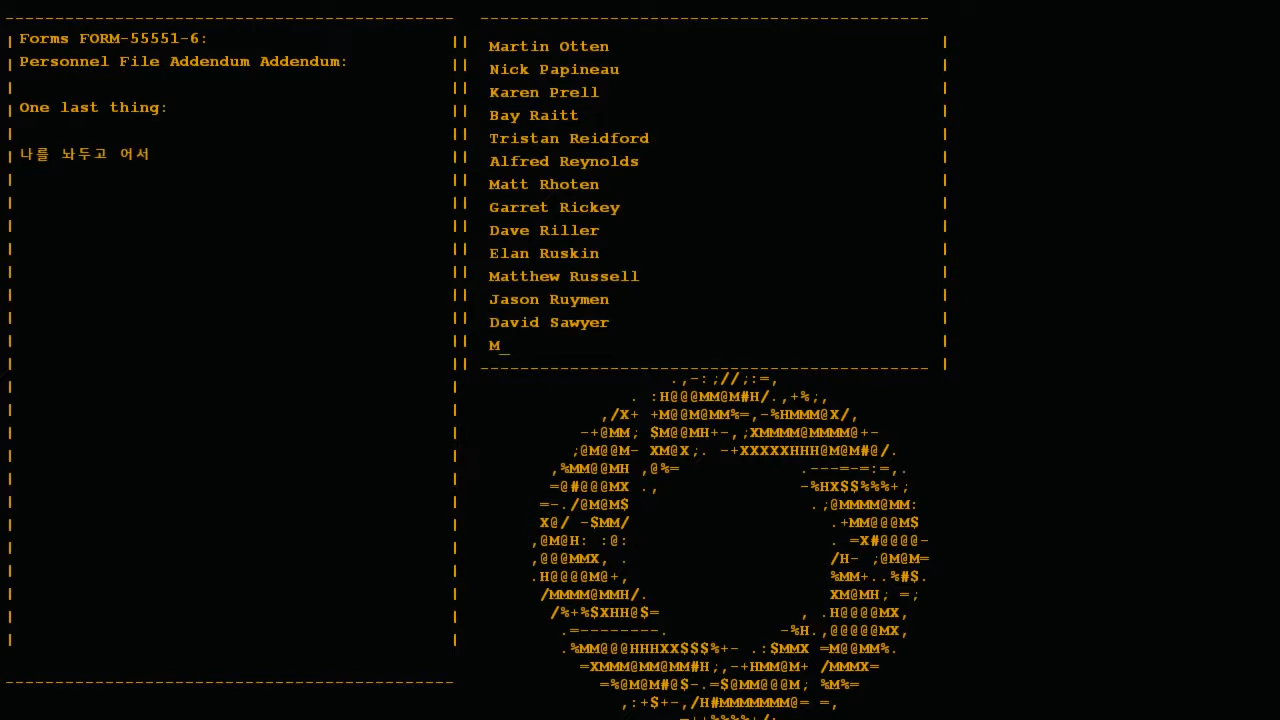 Forms FORM-55551-6:
Personnel File Addendum Addendum:
One last thing:
나를 놔두고 어서
Martin Otten
Nick Papineau
Karen Prell
Bay Raitt
Tristan Reidford
Alfred Reynolds
Matt Rhoten
Garret Rickey
Dave Riller
Elan Ruskin
Matthew Russell
Jason Ruymen
David Sawyer
M_